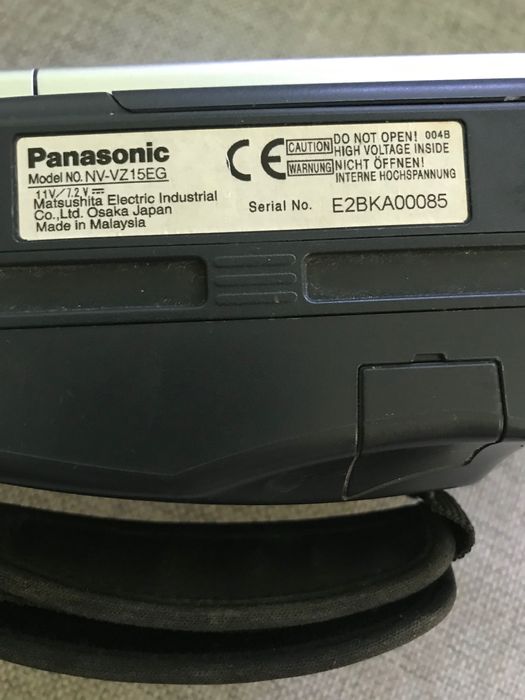 Panasonic
Model NO. NV-VZ15EG
11V/7.2V
Matsushita Electric Industrial
Co.,Ltd. Osaka Japan
Made in Malaysia
CE
CAUTION DO NOT OPEN! 004B
HIGH VOLTAGE INSIDE
WARNUNG NICHT ÖFFNEN!
INTERNE HOCHSPANNUNG
Serial No. E2BKA00085